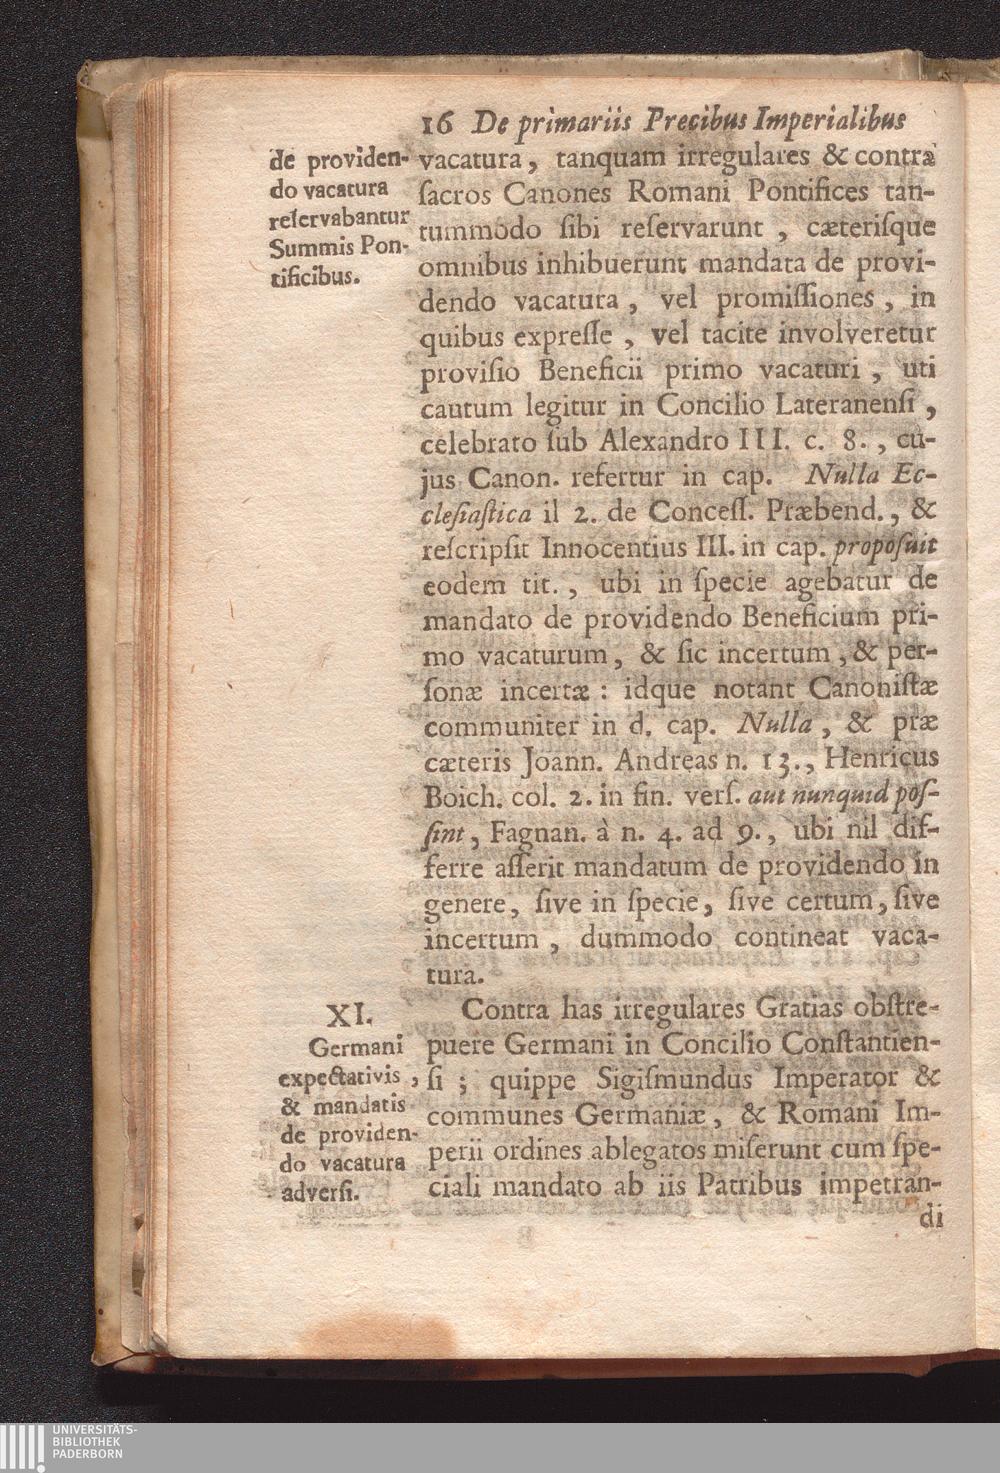 16 De primariis Precibus Imperialibus
de providen-
do vacatura
reſervabantur
Summis Pon-
tificibus.
vacatura, tanquam irregulares & contrà
ſacros Canones Romani Pontifices tan-
tummodo ſibi reſervarunt, cæteriſque
omnibus inhibuerunt mandata de provi-
dendo vacatura, vel promiſſiones, in
quibus expreſſe, vel tacite involveretur
proviſio Beneficii primo vacaturi, uti
cautum legitur in Concilio Lateranenſi,
celebrato ſub Alexandro III. c. 8., cu-
jus Canon. refertur in cap. Nulla Ec-
cleſiaſtica il 2. de Conceſſ. Præbend., &
reſcripſit Innocentius III. in cap. propoſuit
eodem tit., ubi in ſpecie agebatur de
mandato de providendo Beneficium pri-
mo vacaturum, & ſic incertum, & per-
ſonæ incertæ: idque notant Canoniſtæ
communiter in d. cap. Nulla, & præ
cæteris Joann. Andreas n. 13., Henricus
Boich. col. 2. in fin. verſ. aut nunquid poſ-
ſint, Fagnan. à n. 4. ad 9., ubi nil dif-
ferre aſſerit mandatum de providendo in
genere, ſive in ſpecie, ſive certum, ſive
incertum, dummodo contineat vaca-
tura.
XI.
Germani
expectativis,
& mandatis
de providen-
do vacatura
adverſi.
Contra has irregulares Gratias obſtre-
puere Germani in Concilio Conſtantien-
ſi; quippe Sigiſmundus Imperator &
communes Germaniæ, & Romani Im-
perii ordines ablegatos miſerunt cum ſpe-
ciali mandato ab iis Patribus impetran-
di
UNIVERSITÄTS-
BIBLIOTHEK
PADERBORN